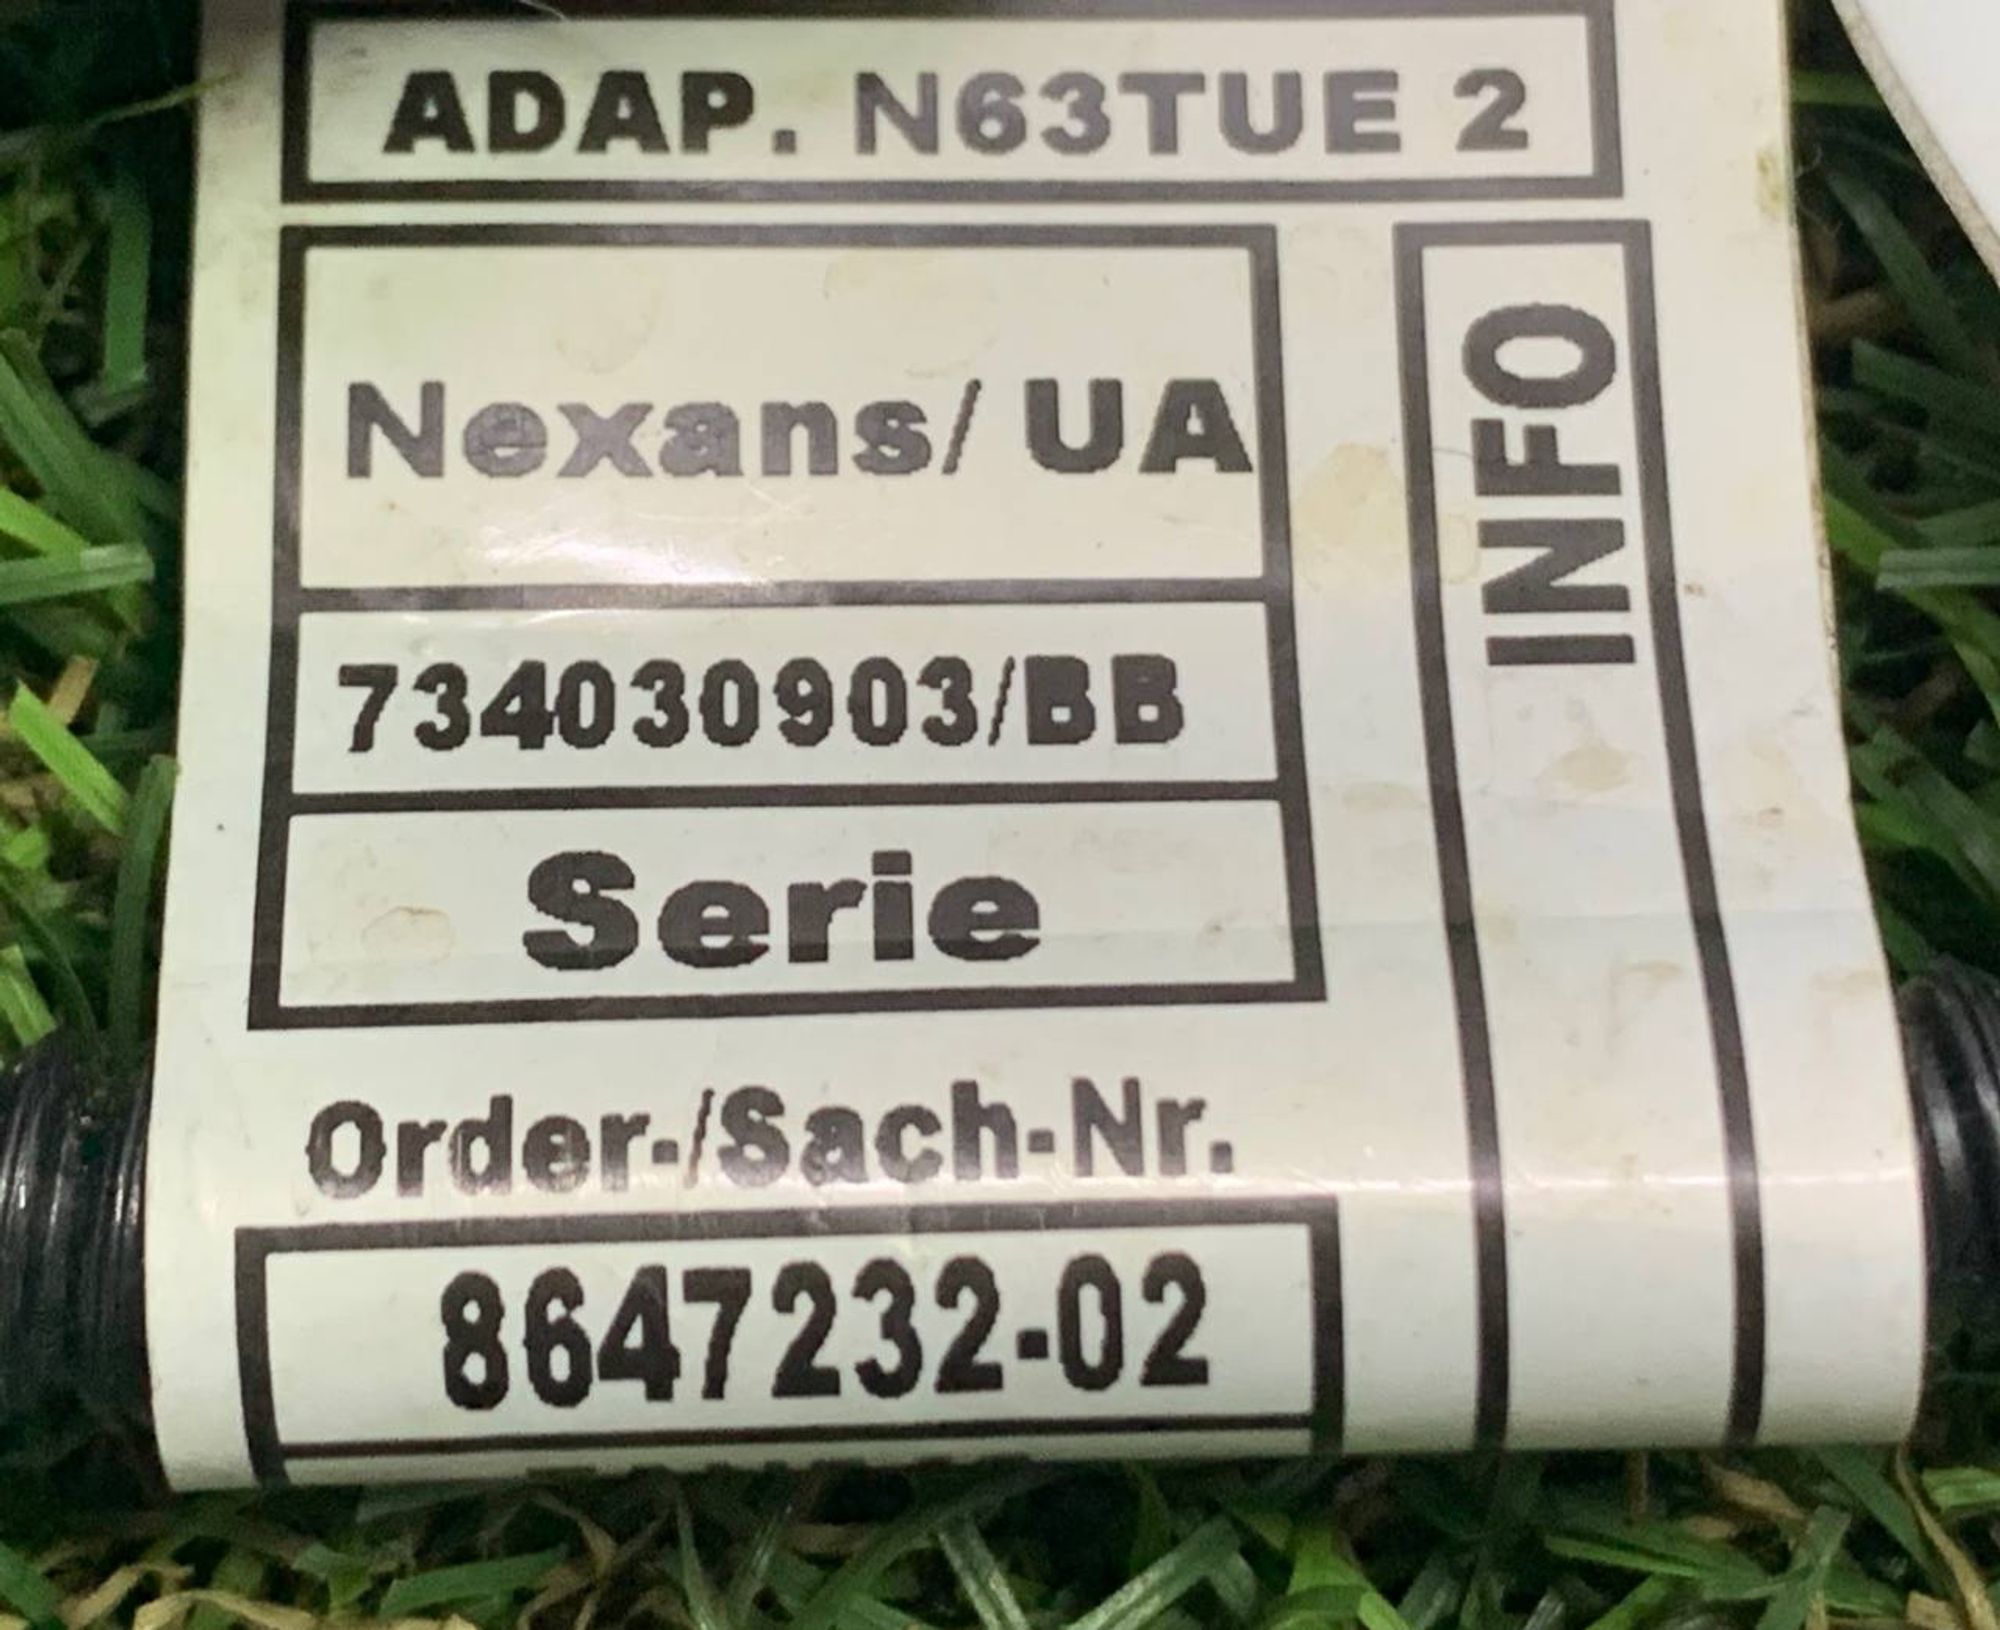 ADAP. N63TUE 2
Nexans/ UA
INFO
734030903/BB
Serie
Order-/Sach-Nr.
8647232-02